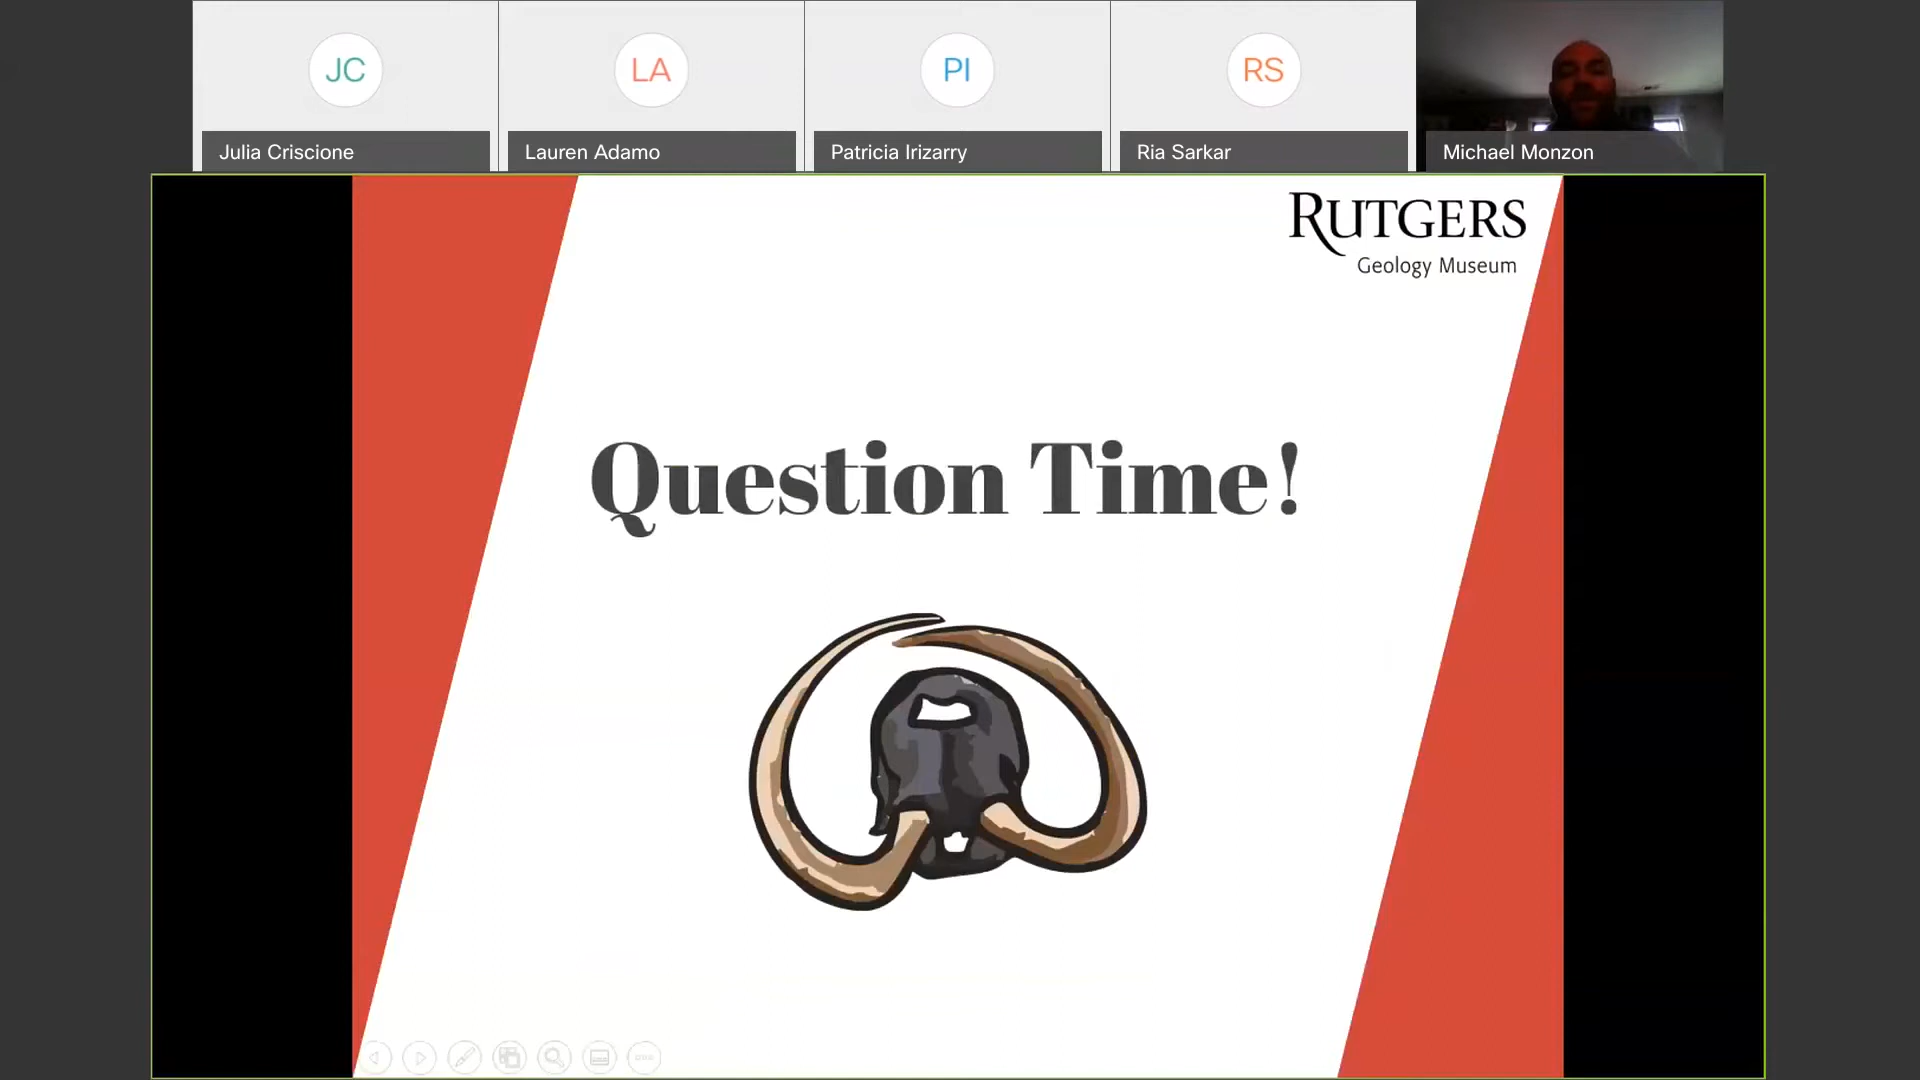 JC
LA
PI
RS
Julia Criscione
Lauren Adamo
Patricia Irizarry
Ria Sarkar
Michael Monzon
RUTGERS
Geology Museum
Question Time!